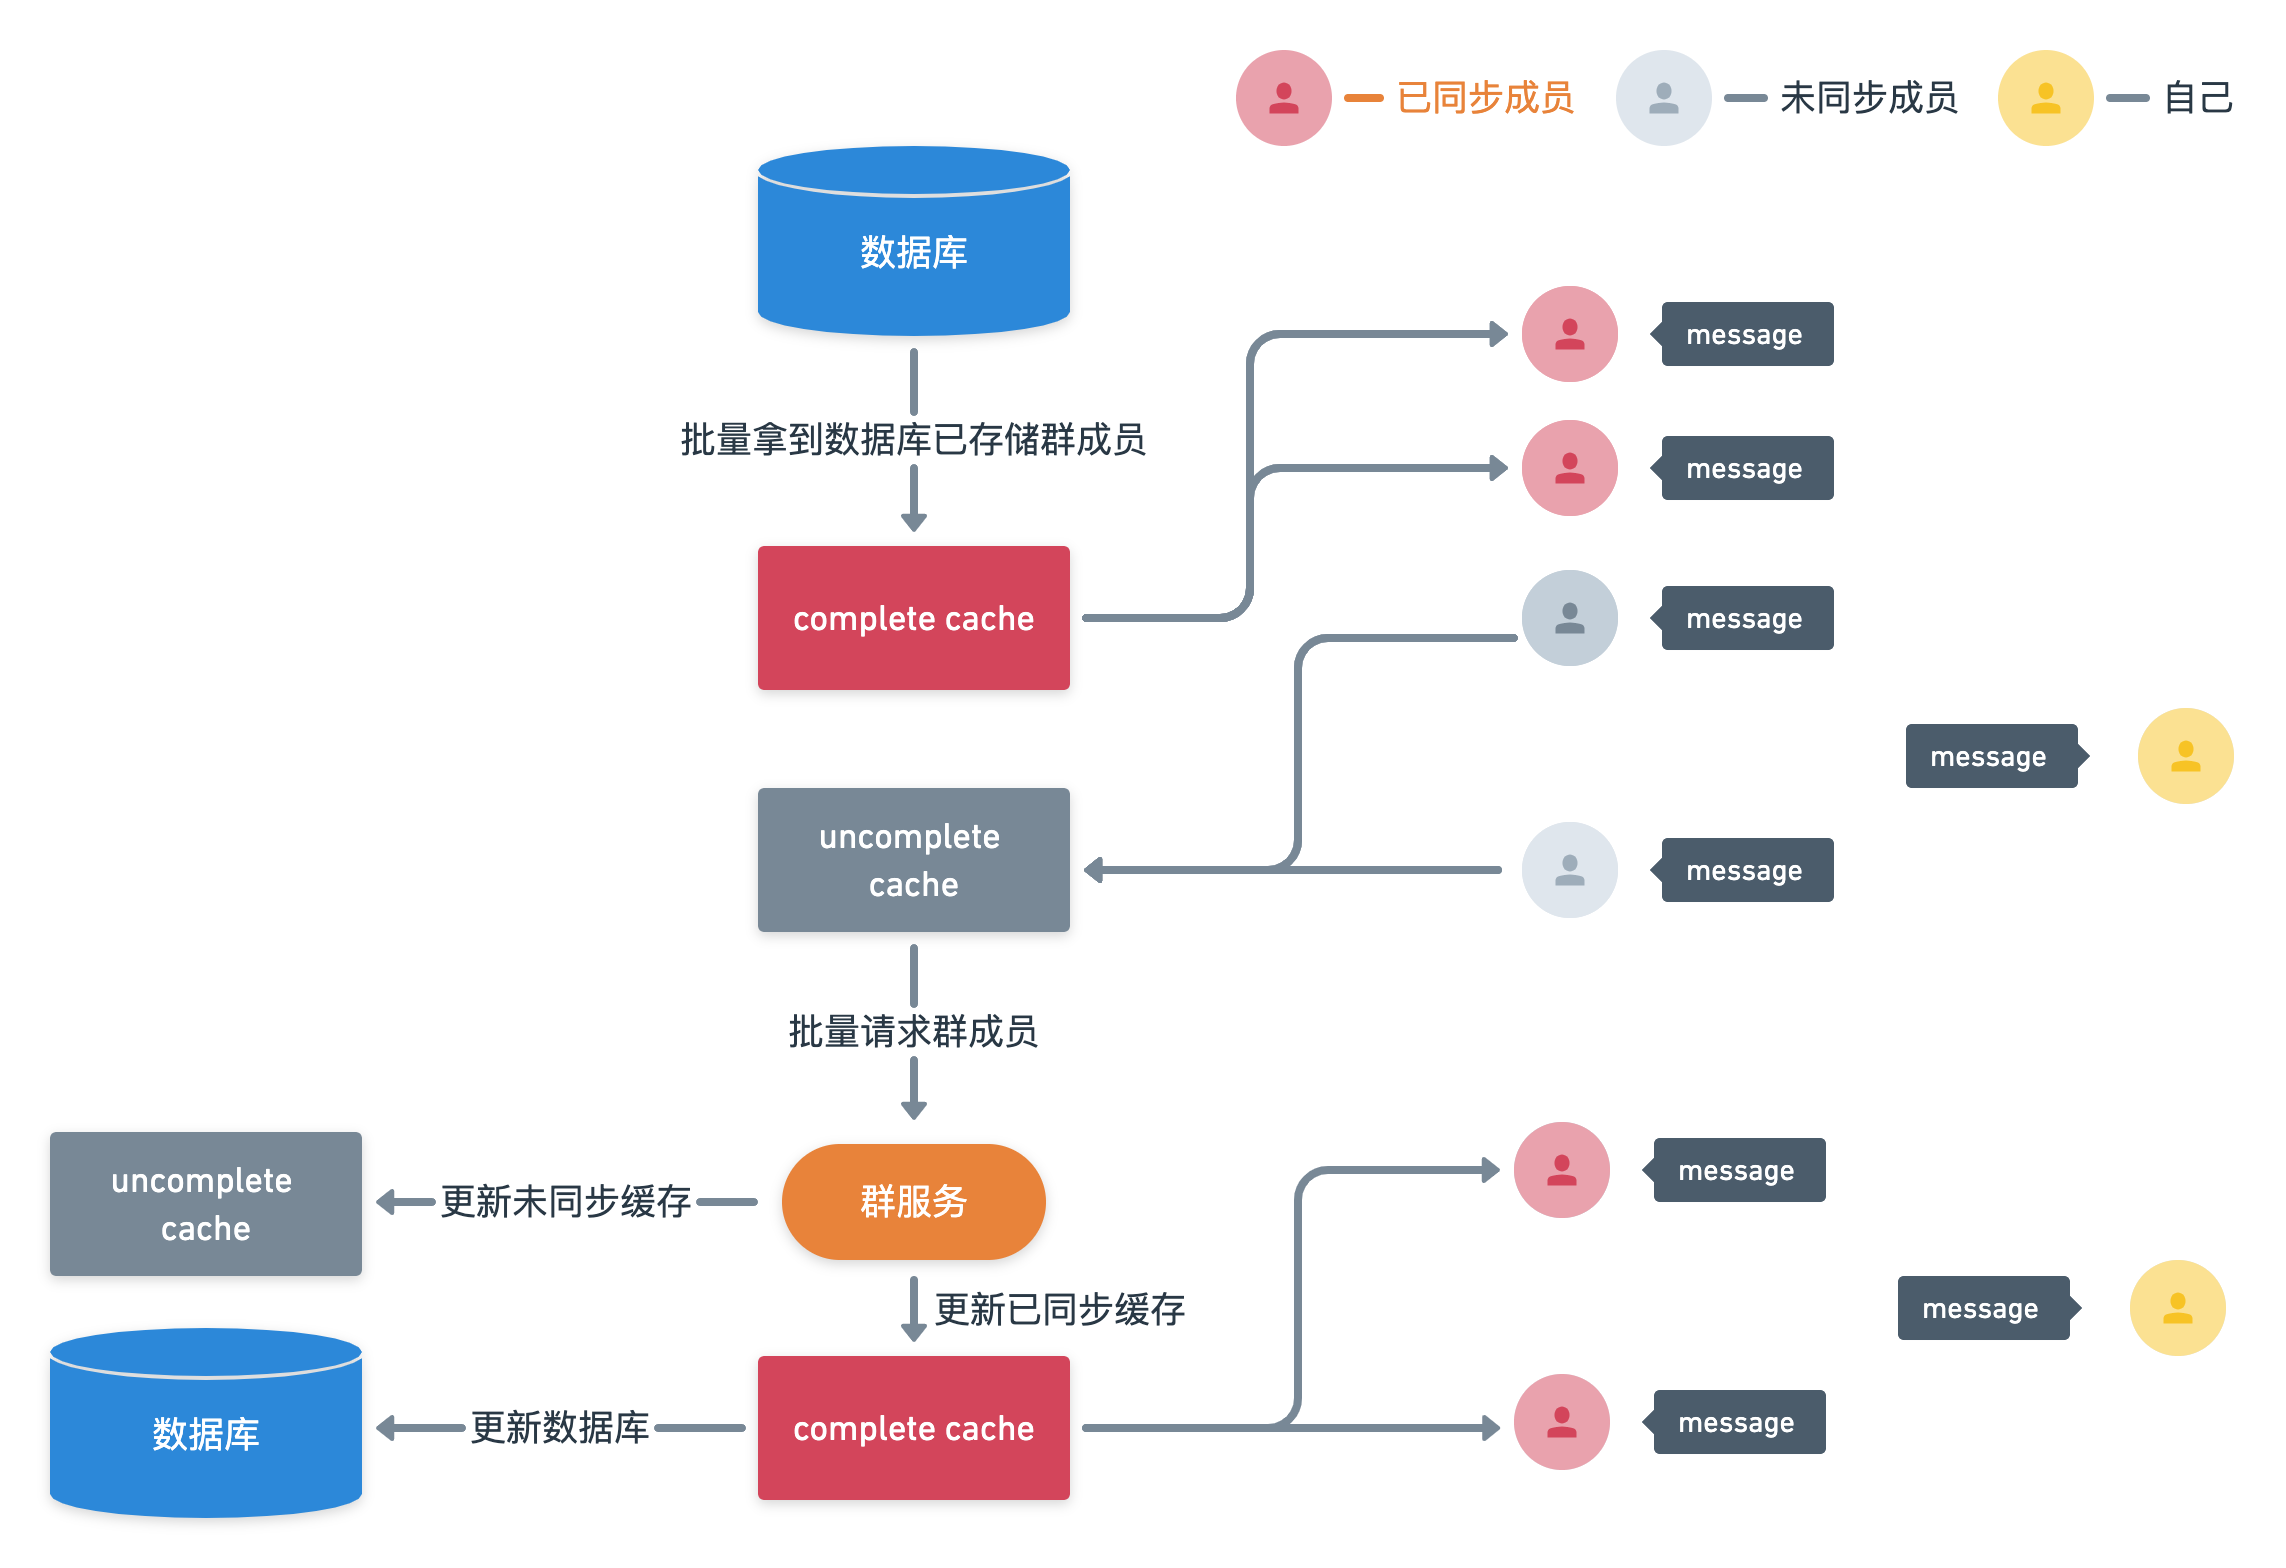 已同步成员
未同步成员
自己
数据库
批量拿到数据库已存储群成员
message
message
complete cache
message
message
uncomplete
cache
message
批量请求群成员
uncomplete
cache
更新未同步缓存
群服务
message
更新已同步缓存
message
数据库
更新数据库
complete cache
message